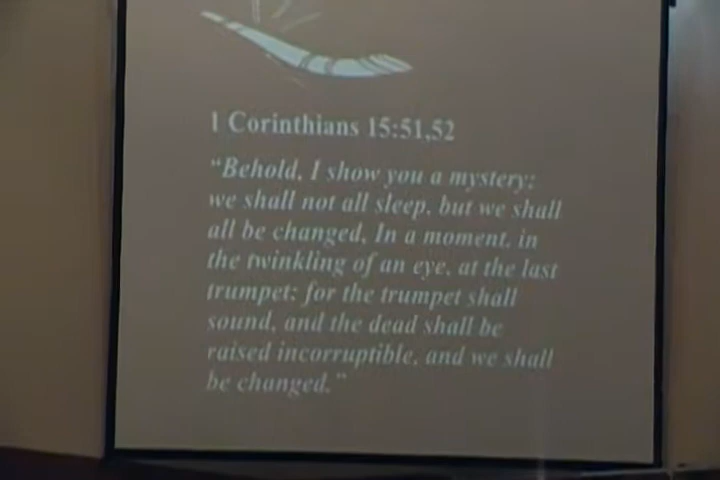 1 Corinthians 15:51,52
“Behold, I show you a mystery;
we shall not all sleep, but we shall
all be changed, In a moment, in
the twinkling of an eye, at the last
trumpet: for the trumpet shall
sound, and the dead shall be
raised incorruptible, and we shall
be changed.”